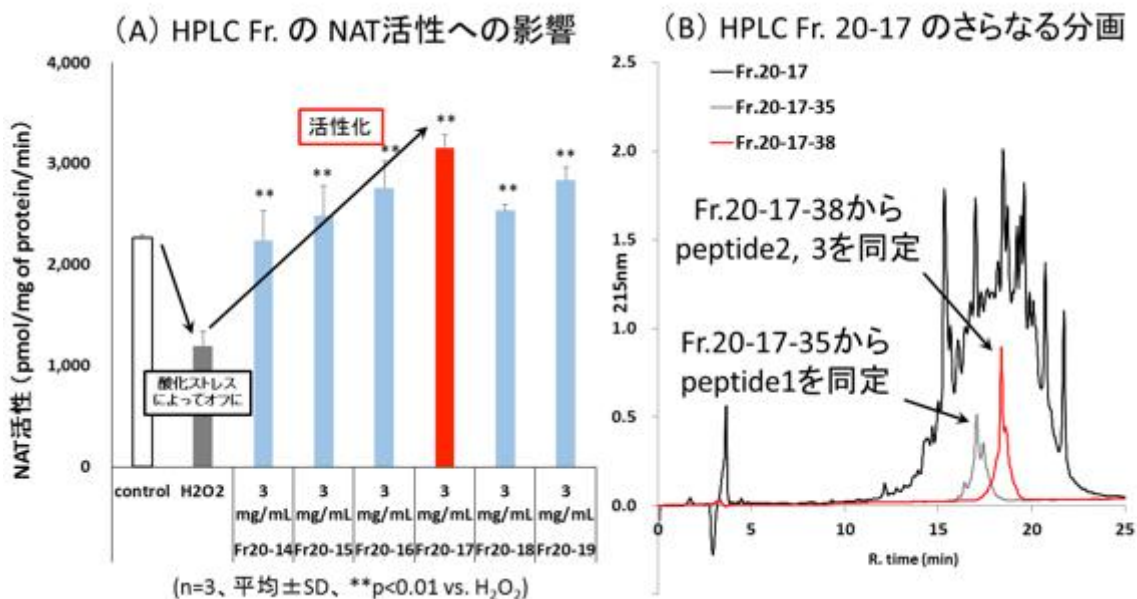 (A) HPLC Fr. の NAT活性への影響
NAT活性 (pmol/mg of protein/min)
4,000
3,000
2,000
1,000
0
活性化
**
**
**
**
**
**
酸化ストレス
によってオフに
control H2O2 3 3 3 3 3 3
mg/mL mg/mL mg/mL mg/mL mg/mL mg/mL
Fr20-14 Fr20-15 Fr20-16 Fr20-17 Fr20-18 Fr20-19
(n=3、平均±SD、**p<0.01 vs. H₂O₂)
(B) HPLC Fr. 20-17 のさらなる分画
Fr.20-17
Fr.20-17-35
Fr.20-17-38
215nm
2.0
1.5
1.0
0.5
0.0
Fr.20-17-38から
peptide2, 3を同定
Fr.20-17-35から
peptide1を同定
0 5 10 15 20 25
R. time (min)